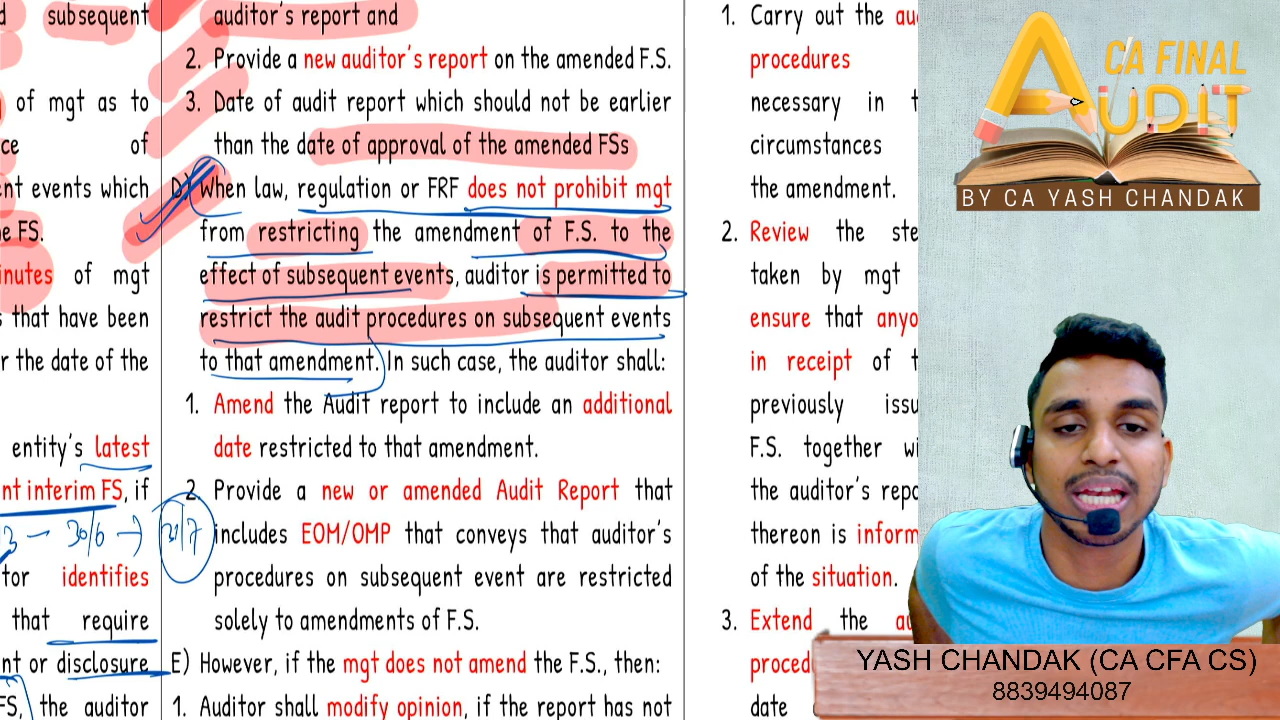 d subsequent
of mgt as to
ce of
nt events which
e FS.
inutes of mgt
s that have been
r the date of the
entity's latest
nt interim FS, if
3 – 30/6 →) 31/7
tor identifies
that require
nt or disclosure
FS, the auditor
auditor's report and
2. Provide a new auditor's report on the amended F.S.
3. Date of audit report which should not be earlier
than the date of approval of the amended FSs
D) When law, regulation or FRF does not prohibit mgt
from restricting the amendment of F.S. to the
effect of subsequent events, auditor is permitted to
restrict the audit procedures on subsequent events
to that amendment. In such case, the auditor shall:
1. Amend the Audit report to include an additional
date restricted to that amendment.
2. Provide a new or amended Audit Report that
includes EOM/OMP that conveys that auditor's
procedures on subsequent event are restricted
solely to amendments of F.S.
E) However, if the mgt does not amend the F.S., then:
1. Auditor shall modify opinion, if the report has not
1. Carry out the au
procedures
necessary in t
circumstances
the amendment.
2. Review the ste
taken by mgt
ensure that anyo
in receipt of t
previously issu
F.S. together wi
the auditor's repo
thereon is inform
of the situation.
3. Extend the au
proced
date
CA FINAL
AUDIT
BY CA YASH CHANDAK
YASH CHANDAK (CA CFA CS)
8839494087